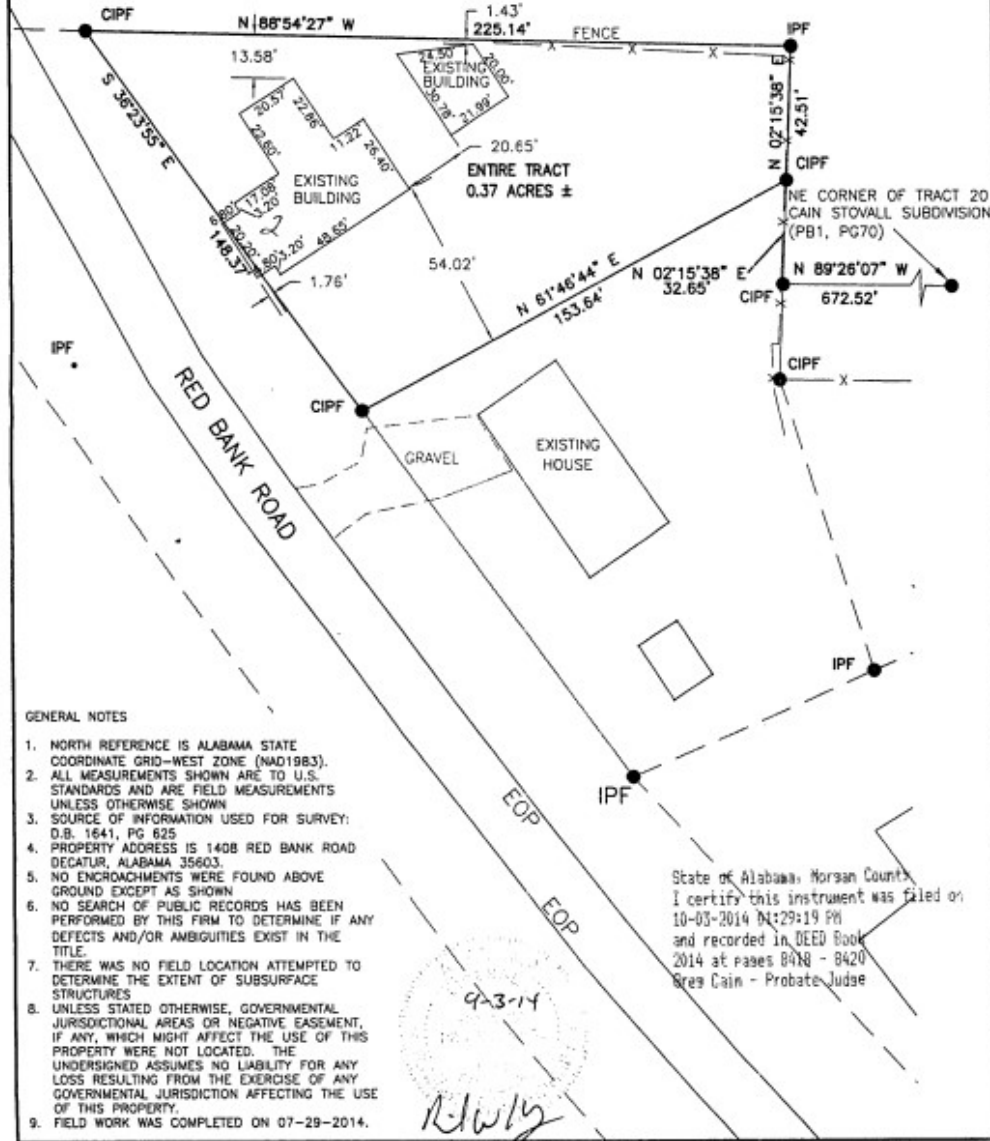 CIPF
N 88°54'27" W
1.43'
225.14'
FENCE
IPF
13.58'
24.50'
20.00'
EXISTING
BUILDING
30.78'
21.99'
S 36°23'55" E
148.37'
20.57'
22.86'
11.22'
26.40'
22.60'
EXISTING
BUILDING
17.08'
3.20'
6.80'
20.20'
3.20'
48.65'
1.76'
20.65'
ENTIRE TRACT
0.37 ACRES ±
54.02'
N 02°15'38" E
42.51'
CIPF
NE CORNER OF TRACT 20
CAIN STOVALL SUBDIVISION
(PB1, PG70)
N 61°46'44" E
153.64'
N 02°15'38" E
32.65'
CIPF
N 89°26'07" W
672.52'
CIPF
IPF
RED BANK ROAD
CIPF
GRAVEL
EXISTING
HOUSE
IPF
IPF
EOP
EOP
GENERAL NOTES
1. NORTH REFERENCE IS ALABAMA STATE
COORDINATE GRID-WEST ZONE (NAD1983).
2. ALL MEASUREMENTS SHOWN ARE TO U.S.
STANDARDS AND ARE FIELD MEASUREMENTS
UNLESS OTHERWISE SHOWN
3. SOURCE OF INFORMATION USED FOR SURVEY:
D.B. 1641, PG 625
4. PROPERTY ADDRESS IS 1408 RED BANK ROAD
DECATUR, ALABAMA 35603.
5. NO ENCROACHMENTS WERE FOUND ABOVE
GROUND EXCEPT AS SHOWN
6. NO SEARCH OF PUBLIC RECORDS HAS BEEN
PERFORMED BY THIS FIRM TO DETERMINE IF ANY
DEFECTS AND/OR AMBIGUITIES EXIST IN THE
TITLE.
7. THERE WAS NO FIELD LOCATION ATTEMPTED TO
DETERMINE THE EXTENT OF SUBSURFACE
STRUCTURES
8. UNLESS STATED OTHERWISE, GOVERNMENTAL
JURISDICTIONAL AREAS OR NEGATIVE EASEMENT,
IF ANY, WHICH MIGHT AFFECT THE USE OF THIS
PROPERTY WERE NOT LOCATED. THE
UNDERSIGNED ASSUMES NO LIABILITY FOR ANY
LOSS RESULTING FROM THE EXERCISE OF ANY
GOVERNMENTAL JURISDICTION AFFECTING THE USE
OF THIS PROPERTY.
9. FIELD WORK WAS COMPLETED ON 07-29-2014.
9-3-14
State of Alabama, Morgan County
I certify this instrument was filed on
10-03-2014 01:29:19 PM
and recorded in DEED Book
2014 at pages 8418 - 8420
Greg Cain - Probate Judge